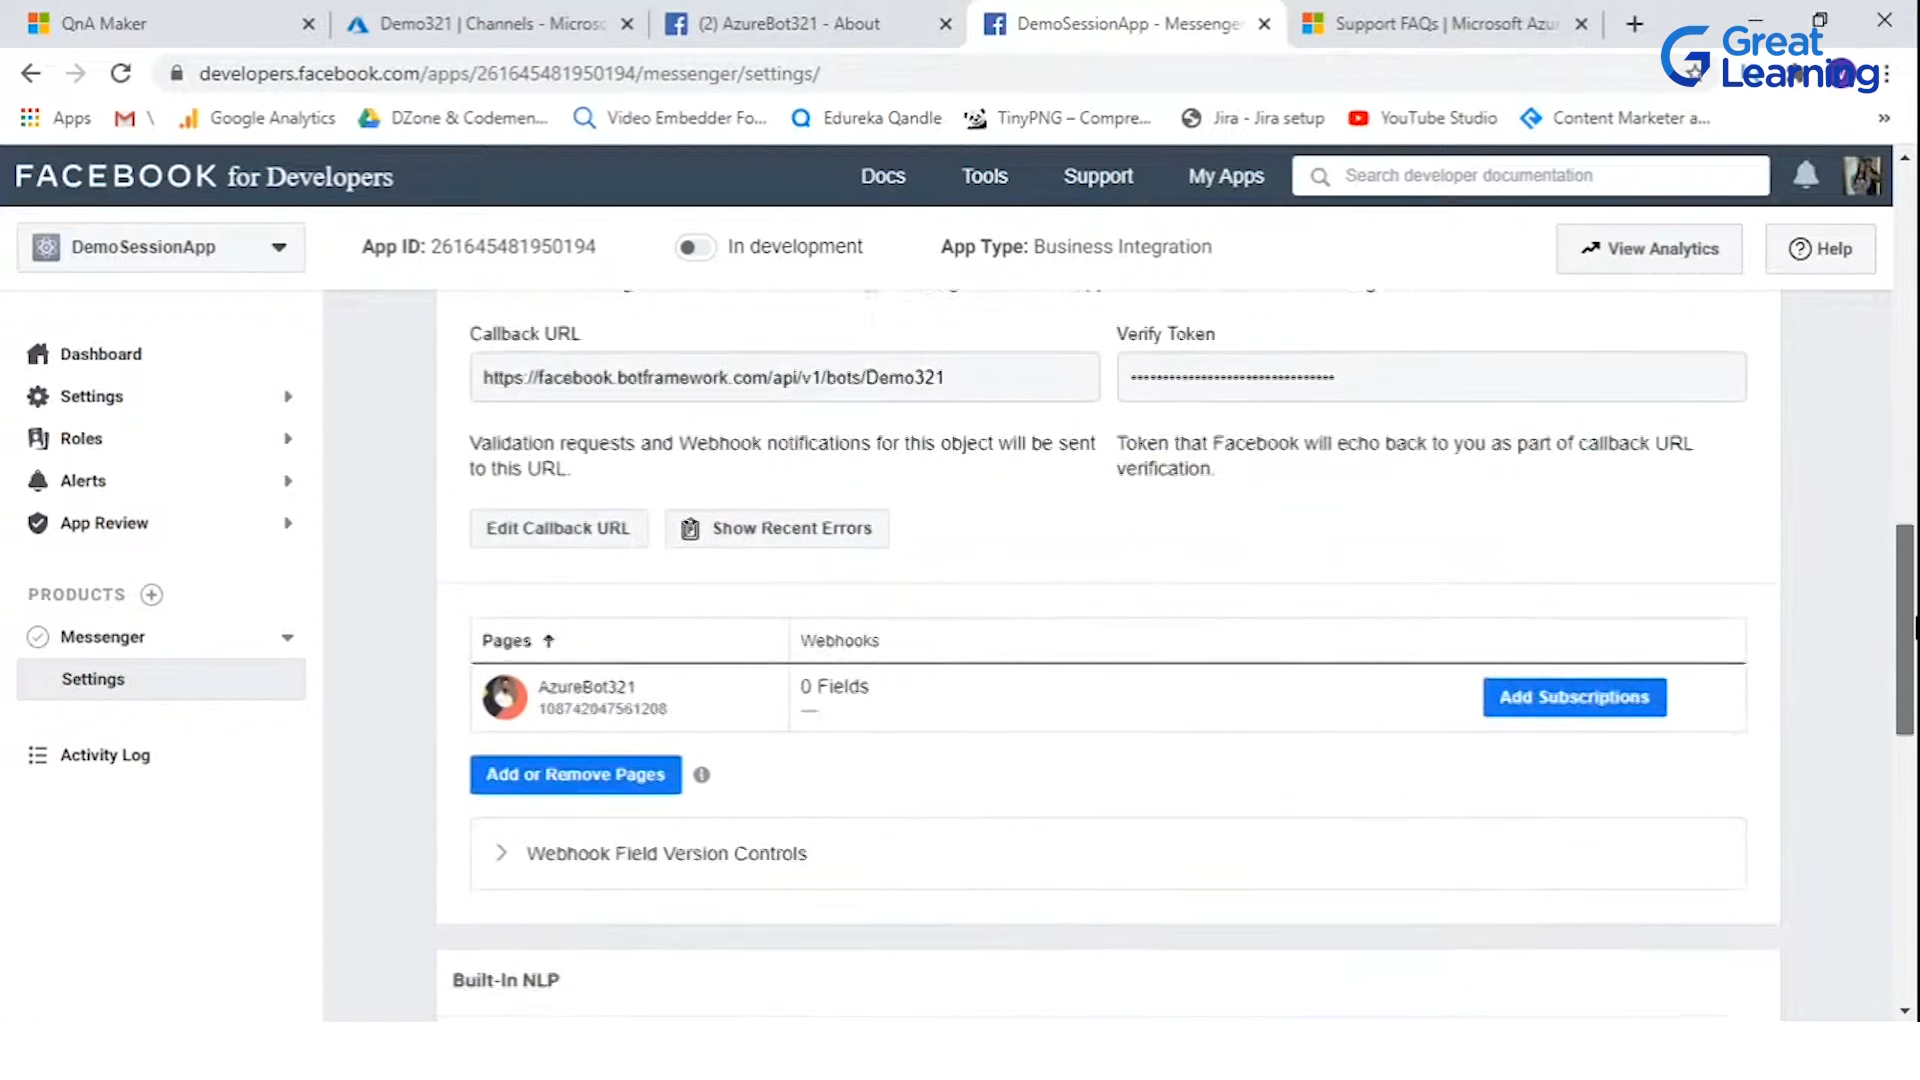 QnA Maker
Demo321 | Channels - Microso
(2) AzureBot321 - About
DemoSessionApp - Messenge
Support FAQs | Microsoft Azu
Great
Learning
developers.facebook.com/apps/261645481950194/messenger/settings/
Apps
\
Google Analytics
DZone & Codemen...
Video Embedder Fo...
Edureka Qandle
TinyPNG – Compre...
Jira - Jira setup
YouTube Studio
Content Marketer a...
»
FACEBOOK for Developers
Docs
Tools
Support
My Apps
Search developer documentation
DemoSessionApp
App ID: 261645481950194
In development
App Type: Business Integration
View Analytics
Help
Dashboard
Settings
Roles
Alerts
App Review
PRODUCTS
Messenger
Settings
Activity Log
Callback URL
Verify Token
https://facebook.botframework.com/api/v1/bots/Demo321
Validation requests and Webhook notifications for this object will be sent
to this URL.
Token that Facebook will echo back to you as part of callback URL
verification.
Edit Callback URL
Show Recent Errors
Pages
Webhooks
AzureBot321
108742047561208
0 Fields
—
Add Subscriptions
Add or Remove Pages
Webhook Field Version Controls
Built-In NLP